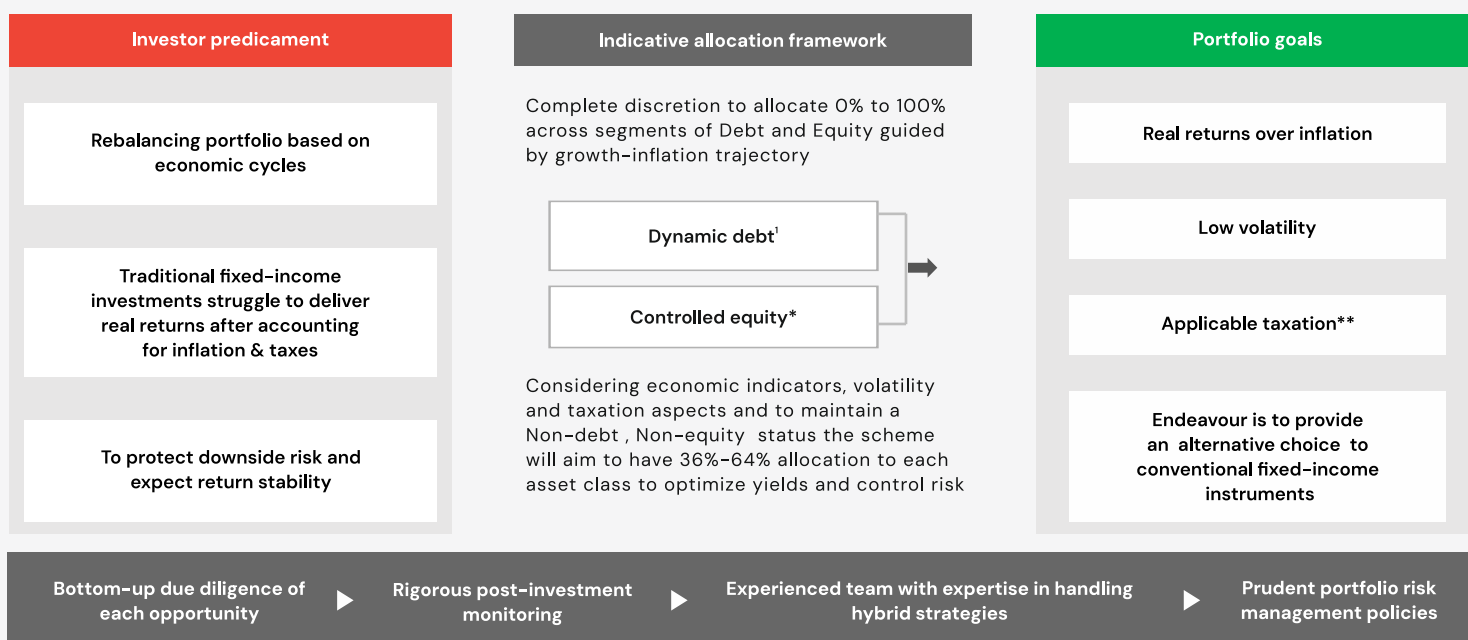 Investor predicament
Rebalancing portfolio based on
economic cycles
Traditional fixed-income
investments struggle to deliver
real returns after accounting
for inflation & taxes
To protect downside risk and
expect return stability
Indicative allocation framework
Complete discretion to allocate 0% to 100%
across segments of Debt and Equity guided
by growth-inflation trajectory
Dynamic debt¹
Controlled equity*
Considering economic indicators, volatility
and taxation aspects and to maintain a
Non-debt , Non-equity status the scheme
will aim to have 36%-64% allocation to each
asset class to optimize yields and control risk
Portfolio goals
Real returns over inflation
Low volatility
Applicable taxation**
Endeavour is to provide
an alternative choice to
conventional fixed-income
instruments
Bottom-up due diligence of
each opportunity
Rigorous post-investment
monitoring
Experienced team with expertise in handling
hybrid strategies
Prudent portfolio risk
management policies